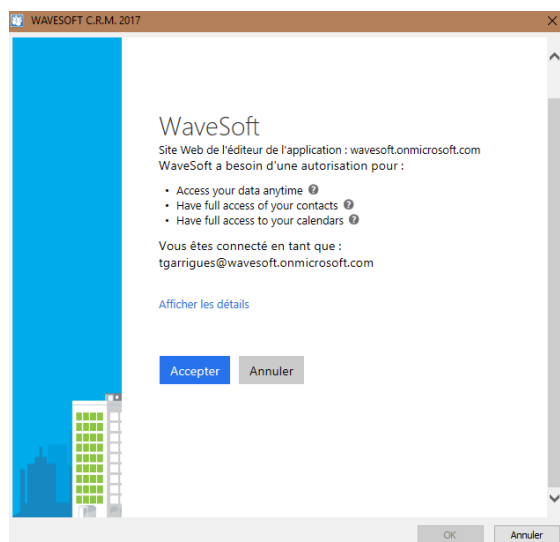 WAVESOFT C.R.M. 2017
WaveSoft
Site Web de l'éditeur de l'application : wavesoft.onmicrosoft.com
WaveSoft a besoin d'une autorisation pour :
• Access your data anytime
• Have full access of your contacts
• Have full access to your calendars
Vous êtes connecté en tant que :
tgarrigues@wavesoft.onmicrosoft.com
Afficher les détails
Accepter Annuler
OK Annuler